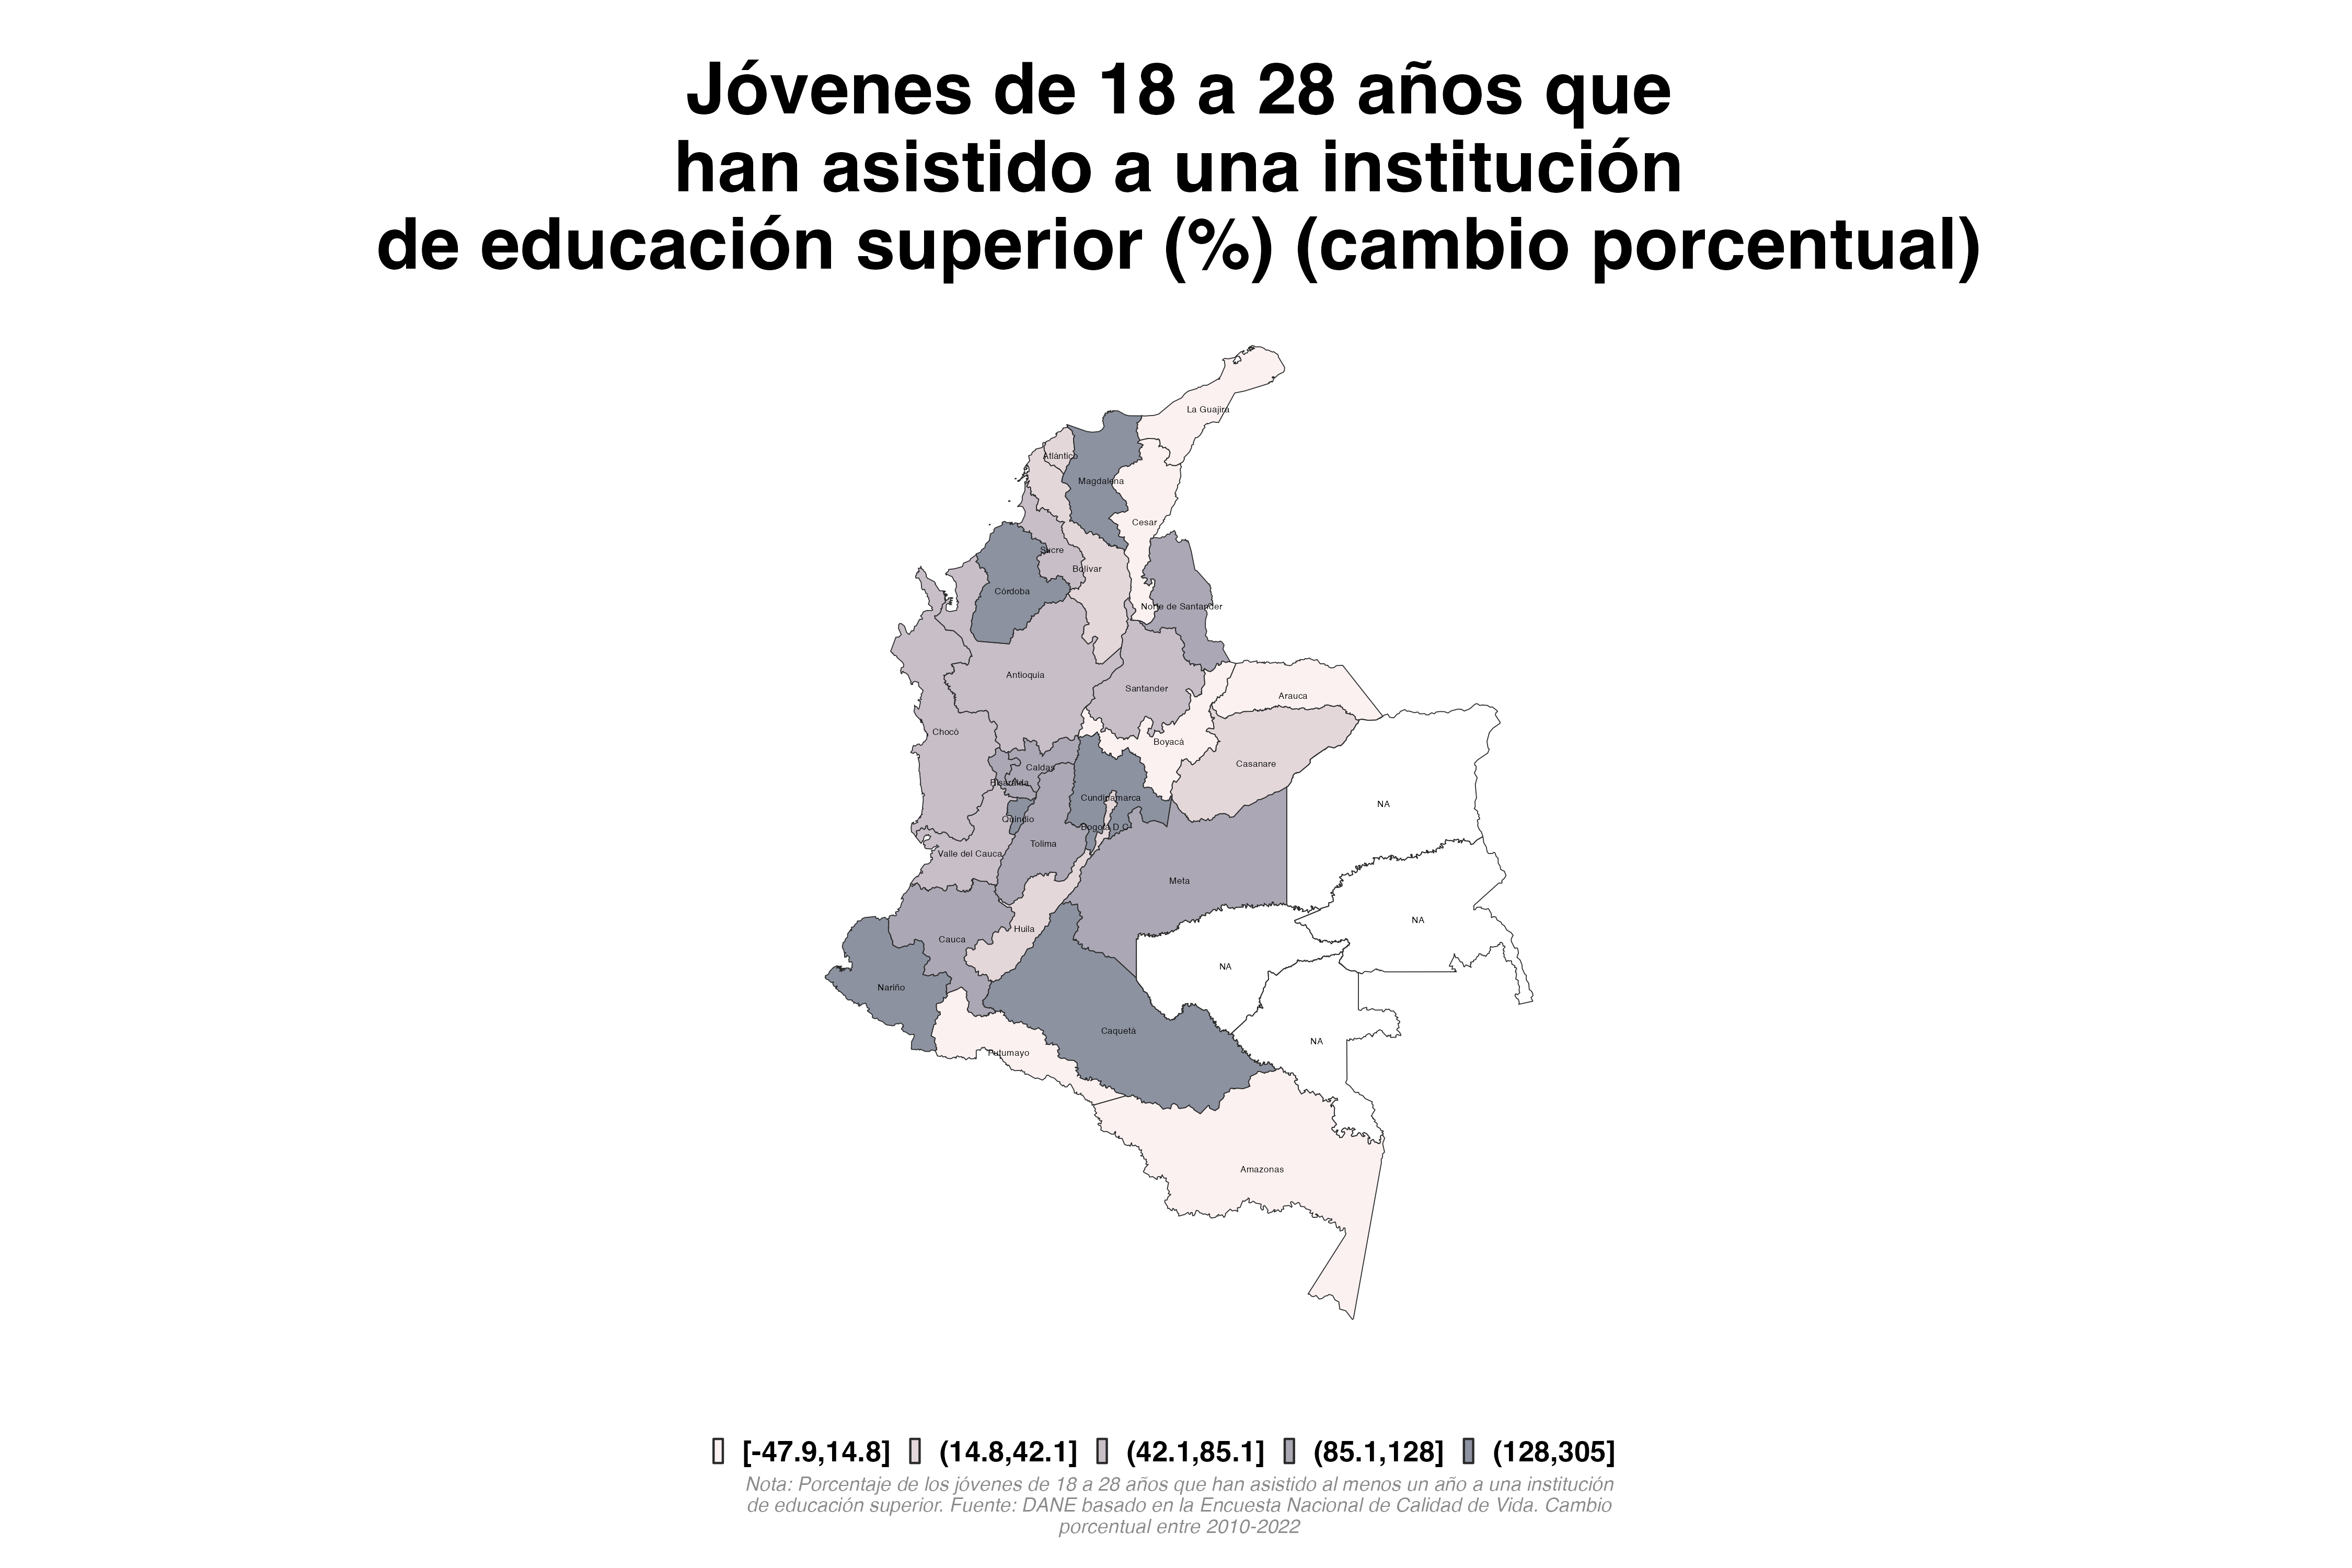 Jóvenes de 18 a 28 años que
han asistido a una institución
de educación superior (%) (cambio porcentual)
La Guajira
Atlántico
Magdalena
Cesar
Sucre
Bolívar
Córdoba
Norte de Santander
Antioquia
Santander
Arauca
Chocó
Boyacá
Casanare
Caldas
Risaralda
Cundinamarca
NA
Quindío
Bogotá D.C.
Tolima
Valle del Cauca
Meta
NA
Huila
Cauca
NA
Nariño
Caquetá
NA
Putumayo
Amazonas
[-47.9,14.8] (14.8,42.1] (42.1,85.1] (85.1,128] (128,305]
Nota: Porcentaje de los jóvenes de 18 a 28 años que han asistido al menos un año a una institución
de educación superior. Fuente: DANE basado en la Encuesta Nacional de Calidad de Vida. Cambio
porcentual entre 2010-2022